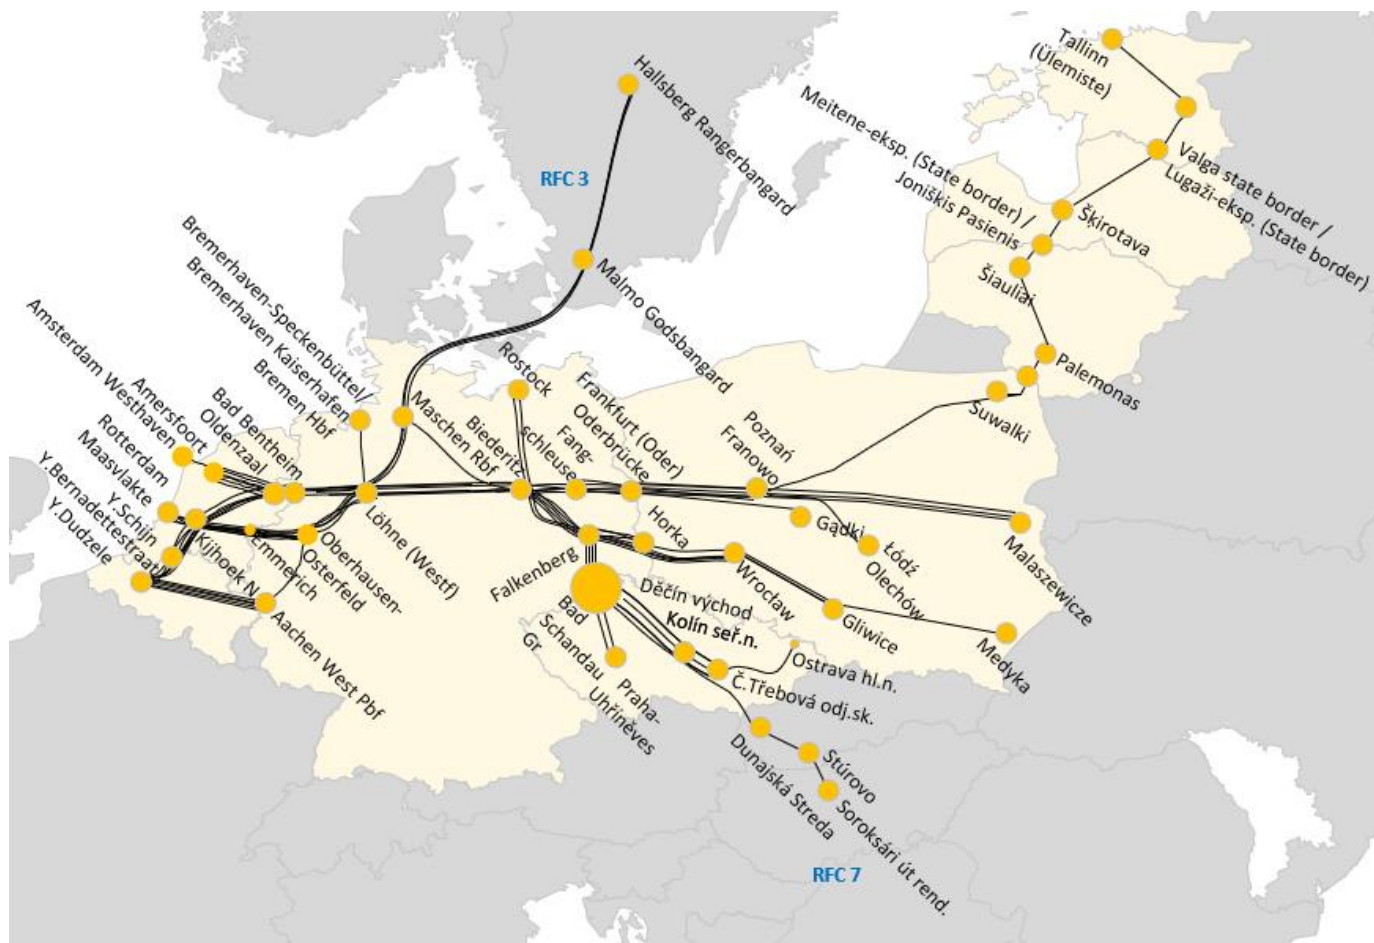 Tallinn
(Ülemiste)
Hallsberg Rangerbangard
RFC 3
Meitene-eksp. (State border) /
Joniškis Pasienis
Valga state border /
Lugaži-eksp. (State border)
Šķirotava
Šiauliai
Malmo Godsbangard
Palemonas
Suwalki
Bremerhaven-Speckenbüttel/
Bremerhaven Kaiserhafen
Bremen Hbf
Amsterdam Westhaven
Amersfoort
Bad Bentheim
Oldenzaal
Rotterdam
Maasvlakte
Y.Schijn
Y.Bernadettestraat
Y.Dudzele
Kijhoek N
Emmerich
Oberhausen-
Osterfeld
Aachen West Pbf
Löhne (Westf)
Maschen Rbf
Rostock
Biederitz
Fang-
schleuse
Frankfurt (Oder)
Oderbrücke
Poznań
Franowo
Gądki
Łódź
Olechów
Malaszewicze
Horka
Wrocław
Gliwice
Medyka
Falkenberg
Bad
Schandau
Gr
Děčín východ
Kolín seř.n.
Praha-
Uhříněves
Ostrava hl.n.
Č.Třebová odj.sk.
Dunajská Streda
Stúrovo
Soroksári út rend.
RFC 7